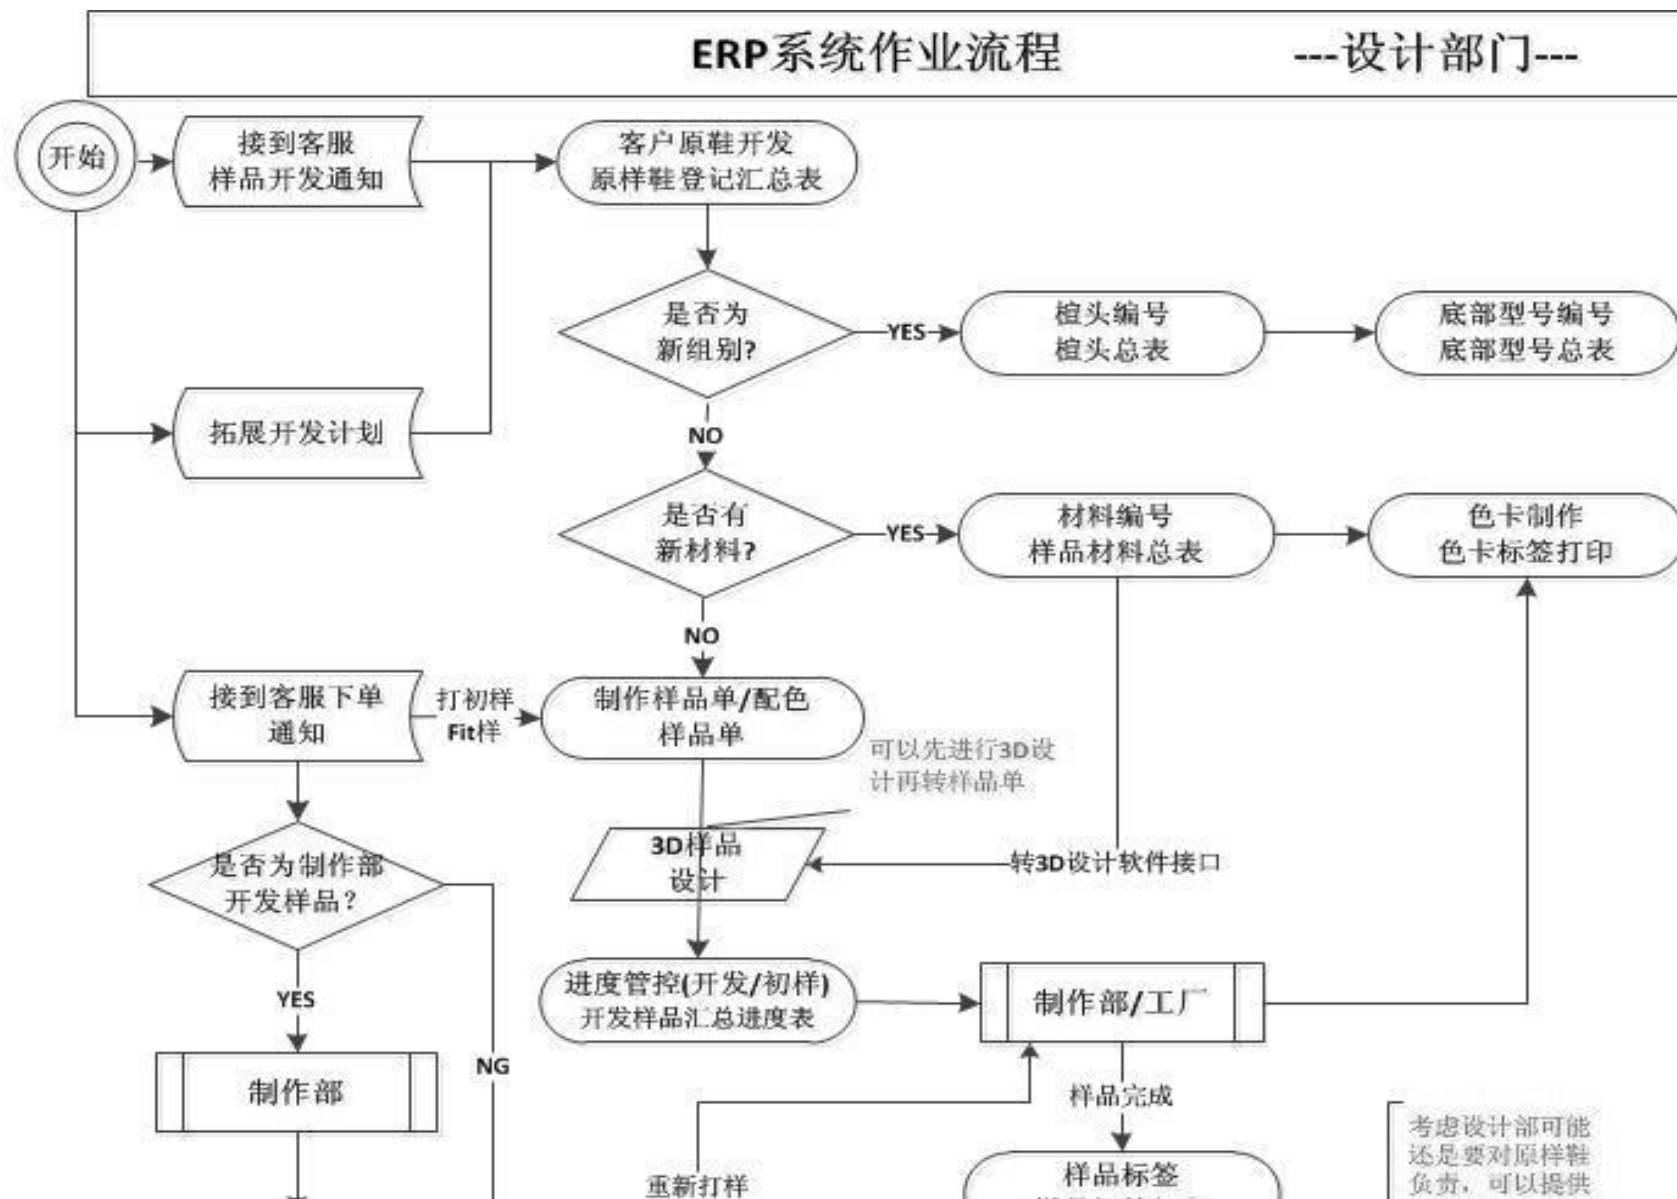 ERP系统作业流程 ---设计部门---
开始
接到客服
样品开发通知
客户原鞋开发
原样鞋登记汇总表
是否为
新组别?
YES
楦头编号
楦头总表
底部型号编号
底部型号总表
拓展开发计划
NO
是否有
新材料?
YES
材料编号
样品材料总表
色卡制作
色卡标签打印
NO
接到客服下单
通知
打初样
Fit样
制作样品单/配色
样品单
可以先进行3D设
计再转样品单
3D样品
设计
转3D设计软件接口
是否为制作部
开发样品？
YES
NG
进度管控(开发/初样)
开发样品汇总进度表
制作部/工厂
制作部
样品完成
重新打样
样品标签
考虑设计部可能
还是要对原样鞋
负责，可以提供